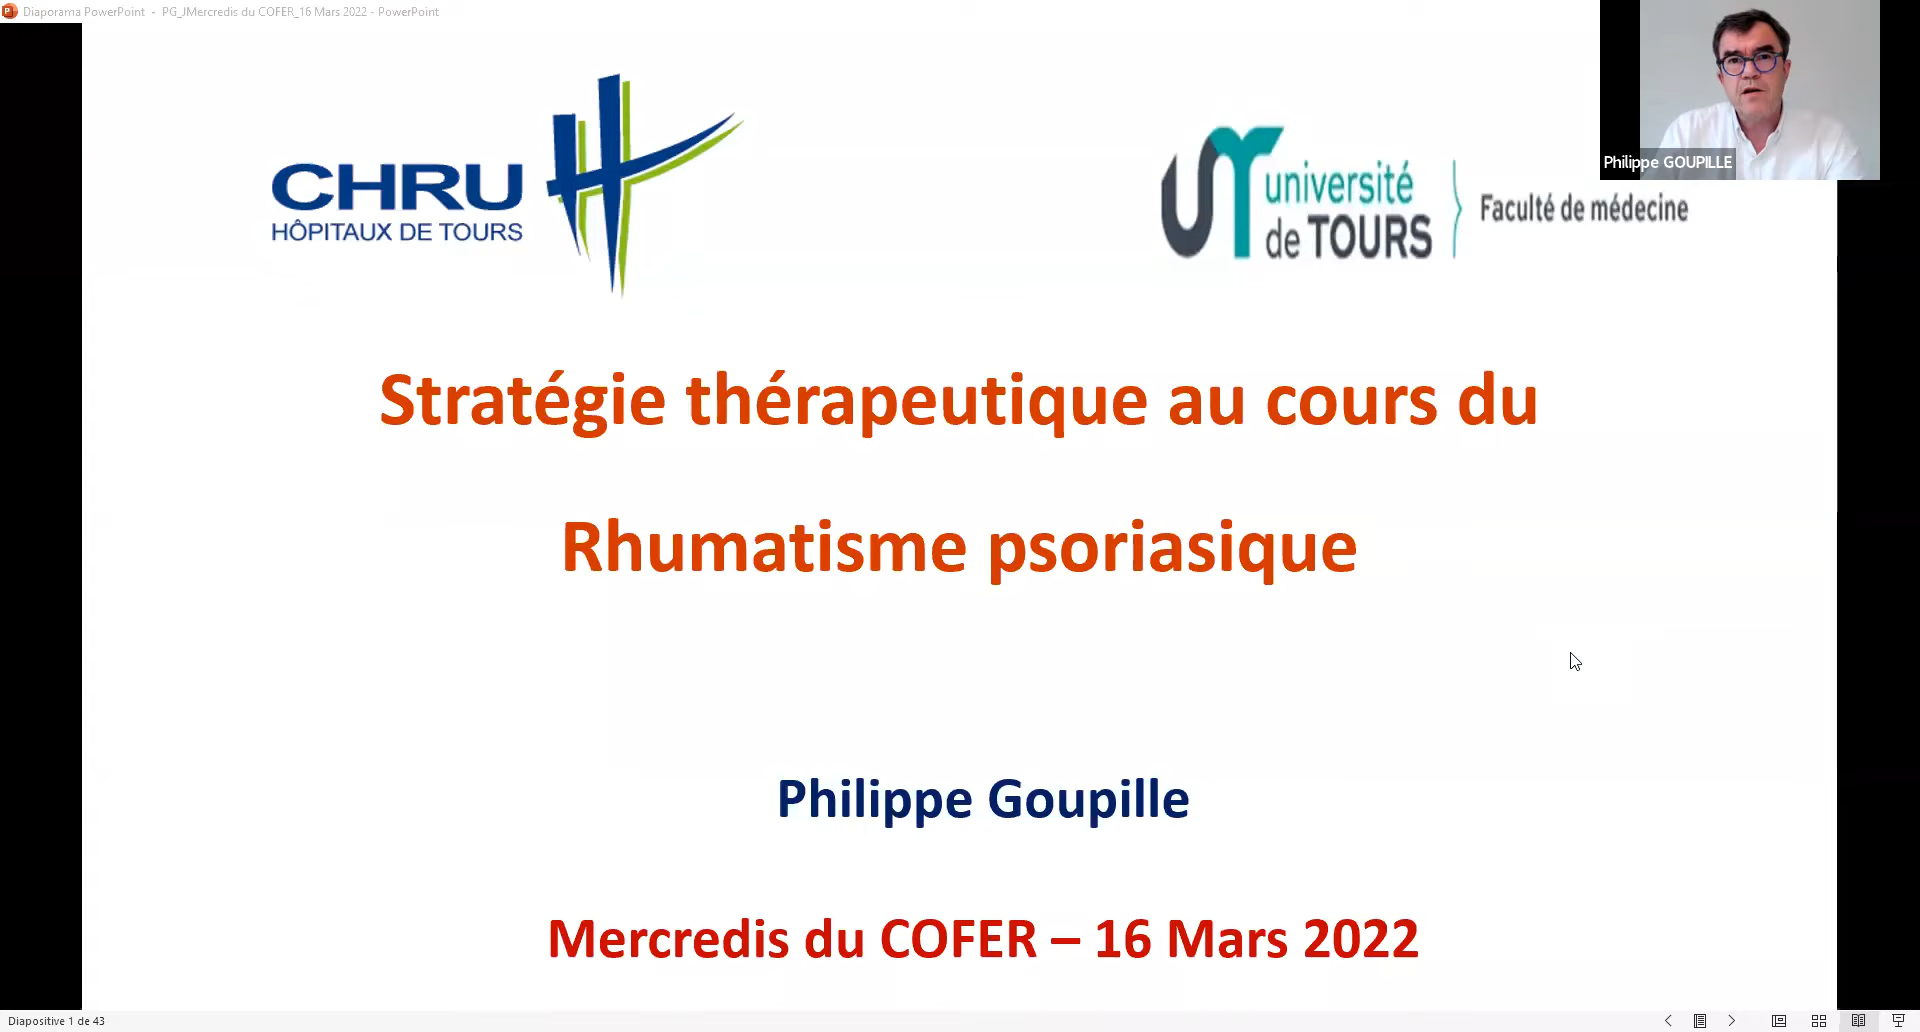 Diaporama PowerPoint - PG_JMercredis du COFER_16 Mars 2022 - PowerPoint
Philippe GOUPILLE
CHRU
HÔPITAUX DE TOURS
université
de TOURS
Faculté de médecine
Stratégie thérapeutique au cours du
Rhumatisme psoriasique
Philippe Goupille
Mercredis du COFER – 16 Mars 2022
Diapositive 1 de 43